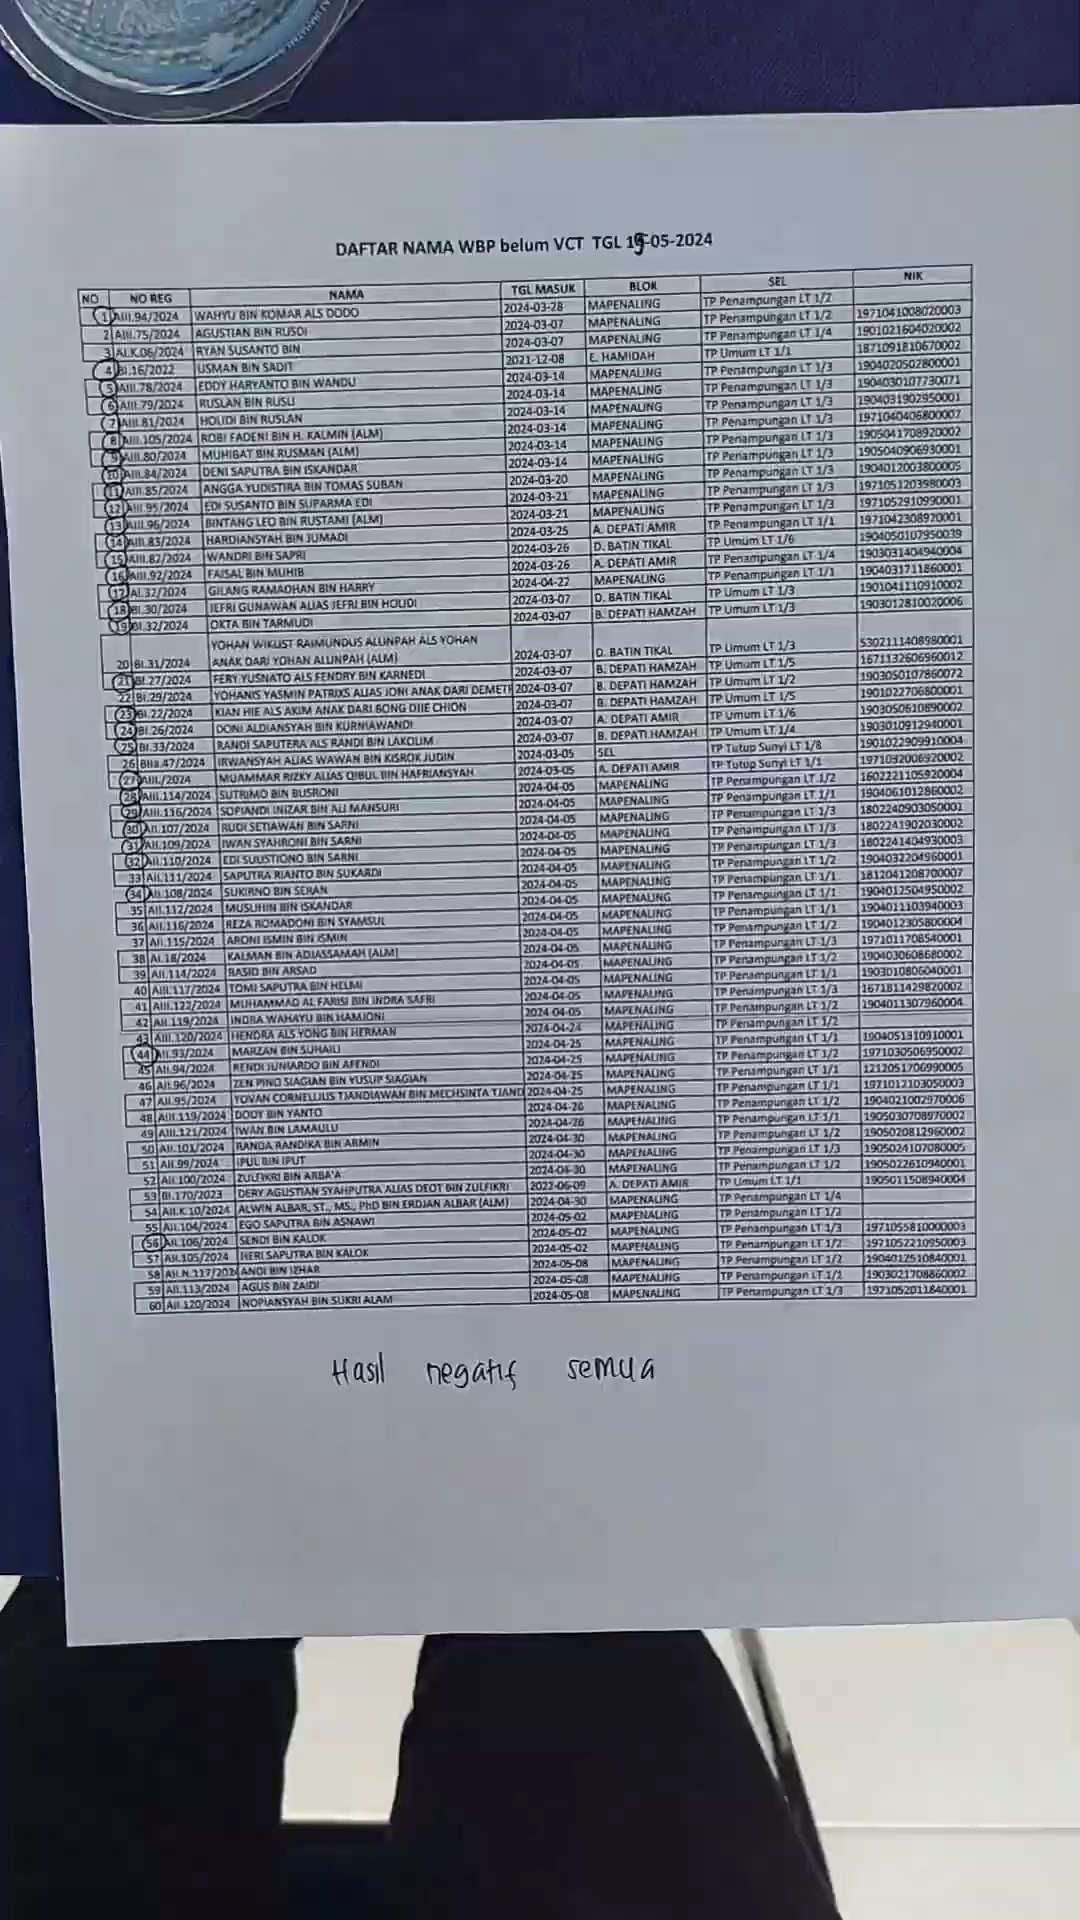 DAFTAR NAMA WBP belum VCT TGL 15-05-2024
NO NO REG NAMA TGL MASUK BLOK SEL NIK
1 AIII.94/2024 WAHYU BIN KOMAR ALS DODO 2024-03-28 MAPENALING TP Penampungan LT 1/2
2 AIII.75/2024 AGUSTIAN BIN RUSDI 2024-03-07 MAPENALING TP Penampungan LT 1/2 1971041008020003
3 AI.K.06/2024 RYAN SUSANTO BIN 2024-03-07 MAPENALING TP Penampungan LT 1/4 1901021604020002
4 BI.16/2022 USMAN BIN SADIT 2021-12-08 E. HAMIDAH TP Umum LT 1/1 1871091810670002
5 AIII.78/2024 EDDY HARYANTO BIN WANDU 2024-03-14 MAPENALING TP Penampungan LT 1/3 1904020502800001
6 AIII.79/2024 RUSLAN BIN RUSLI 2024-03-14 MAPENALING TP Penampungan LT 1/3 1904030107730071
7 AIII.81/2024 HOLIDI BIN RUSLAN 2024-03-14 MAPENALING TP Penampungan LT 1/3 1904031902950001
8 AIII.105/2024 ROBI FADENI BIN H. KALMIN (ALM) 2024-03-14 MAPENALING TP Penampungan LT 1/3 1971040406800007
9 AIII.80/2024 MUHIBAT BIN RUSMAN (ALM) 2024-03-14 MAPENALING TP Penampungan LT 1/3 1905041708920002
10 AIII.84/2024 DENI SAPUTRA BIN ISKANDAR 2024-03-14 MAPENALING TP Penampungan LT 1/3 1905040906930001
11 AIII.85/2024 ANGGA YUDISTIRA BIN TOMAS SUBAN 2024-03-20 MAPENALING TP Penampungan LT 1/3 1904012003800005
12 AIII.95/2024 EDI SUSANTO BIN SUPARMA EDI 2024-03-21 MAPENALING TP Penampungan LT 1/3 1971051203980003
13 AIII.96/2024 BINTANG LEO BIN RUSTAMI (ALM) 2024-03-21 MAPENALING TP Penampungan LT 1/3 1971052910990001
14 AIII.83/2024 HARDIANSYAH BIN JUMADI 2024-03-25 A. DEPATI AMIR TP Penampungan LT 1/1 1971042308920001
15 AIII.82/2024 WANDRI BIN SAPRI 2024-03-26 D. BATIN TIKAL TP Umum LT 1/6 1904050107950039
16 AIII.92/2024 FAISAL BIN MUHIB 2024-03-26 A. DEPATI AMIR TP Penampungan LT 1/4 1903031404940004
17 AI.32/2024 GILANG RAMADHAN BIN HARRY 2024-04-22 MAPENALING TP Penampungan LT 1/1 1904031711860001
18 BI.30/2024 JEFRI GUNAWAN ALIAS JEFRI BIN HOLIDI 2024-03-07 D. BATIN TIKAL TP Umum LT 1/3 1901041110910002
19 BI.32/2024 OKTA BIN TARMUDI 2024-03-07 B. DEPATI HAMZAH TP Umum LT 1/3 1903012810020006
YOHAN WIKLIST RAIMUNDUS ALUNPAH ALS YOHAN
20 BI.31/2024 ANAK DARI YOHAN ALUNPAH (ALM) 2024-03-07 D. BATIN TIKAL TP Umum LT 1/3 5302111408980001
21 BI.27/2024 FERY YUSNATO ALS FENDRY BIN KARNEDI 2024-03-07 B. DEPATI HAMZAH TP Umum LT 1/5 1671132606960012
22 BI.29/2024 YOHANIS YASMIN PATRIXS ALIAS JONI ANAK DARI DEMETF 2024-03-07 B. DEPATI HAMZAH TP Umum LT 1/2 1903050107860072
23 BI.22/2024 KIAN HIE ALS AKIM ANAK DARI BONG DJIE CHION 2024-03-07 B. DEPATI HAMZAH TP Umum LT 1/5 1901022706800001
24 BI.26/2024 DONI ALDIANSYAH BIN KURNIAWANDI 2024-03-07 A. DEPATI AMIR TP Umum LT 1/6 1903050610890002
25 BI.33/2024 RANDI SAPUTERA ALS RANDI BIN LAKOLIM 2024-03-07 B. DEPATI HAMZAH TP Umum LT 1/4 1903010912940001
26 BIIa.47/2024 IRWANSYAH ALIAS WAWAN BIN KISROK JUDIN 2024-03-05 SEL TP Tutup Sunyi LT 1/8 1901022909910004
27 AIII./2024 MUAMMAR RIZKY ALIAS QIBUL BIN HAFRIANSYAH 2024-03-05 A. DEPATI AMIR TP Tutup Sunyi LT 1/1 1971032006920002
28 AIII.114/2024 SUTRIMO BIN BUSRONI 2024-04-05 MAPENALING TP Penampungan LT 1/2 1602221105920004
29 AIII.116/2024 SOPIANDI INIZAR BIN ALI MANSURI 2024-04-05 MAPENALING TP Penampungan LT 1/1 1904061012860002
30 AII.107/2024 RUDI SETIAWAN BIN SARNI 2024-04-05 MAPENALING TP Penampungan LT 1/3 1802240903050001
31 AII.109/2024 IWAN SYAHRONI BIN SARNI 2024-04-05 MAPENALING TP Penampungan LT 1/3 1802241902030002
32 AII.110/2024 EDI SULISTIONO BIN SARNI 2024-04-05 MAPENALING TP Penampungan LT 1/3 1802241404930003
33 AII.111/2024 SAPUTRA RIANTO BIN SUKARDI 2024-04-05 MAPENALING TP Penampungan LT 1/2 1904032204960001
34 AII.108/2024 SUKIRNO BIN SERAN 2024-04-05 MAPENALING TP Penampungan LT 1/1 1812041208700007
35 AII.112/2024 MUSLIHIN BIN ISKANDAR 2024-04-05 MAPENALING TP Penampungan LT 1/1 1904012504950002
36 AII.116/2024 REZA ROMADONI BIN SYAMSUL 2024-04-05 MAPENALING TP Penampungan LT 1/1 1904011103940003
37 AII.115/2024 ARONI ISMIN BIN ISMIN 2024-04-05 MAPENALING TP Penampungan LT 1/2 1904012305800004
38 AI.18/2024 KALMAN BIN ADJASSAMAH (ALM) 2024-04-05 MAPENALING TP Penampungan LT 1/3 1971011708540001
39 AII.114/2024 RASID BIN ARSAD 2024-04-05 MAPENALING TP Penampungan LT 1/2 1904030608680002
40 AIII.117/2024 TOMI SAPUTRA BIN HELMI 2024-04-05 MAPENALING TP Penampungan LT 1/1 1903010806040001
41 AIII.122/2024 MUHAMMAD AL FARISI BIN INDRA SAFRI 2024-04-05 MAPENALING TP Penampungan LT 1/3 1671811429820002
42 AII.119/2024 INDRA WAHAYU BIN HAMJONI 2024-04-05 MAPENALING TP Penampungan LT 1/2 1904011307960004
43 AIII.120/2024 HENDRA ALS YONG BIN HERMAN 2024-04-24 MAPENALING TP Penampungan LT 1/2
44 AII.93/2024 MARZAN BIN SUHAILI 2024-04-25 MAPENALING TP Penampungan LT 1/1 1904051310910001
45 AII.94/2024 RENDI JUNIARDO BIN AFENDI 2024-04-25 MAPENALING TP Penampungan LT 1/2 1971030506950002
46 AII.96/2024 ZEN PINO SIAGIAN BIN YUSUP SIAGIAN 2024-04-25 MAPENALING TP Penampungan LT 1/1 1212051706990005
47 AII.95/2024 YOVAN CORNELLIUS TJANDIAWAN BIN MECHSINTA TJAND 2024-04-25 MAPENALING TP Penampungan LT 1/1 1971012103050003
48 AIII.119/2024 DODY BIN YANTO 2024-04-26 MAPENALING TP Penampungan LT 1/2 1904021002970006
49 AIII.121/2024 IWAN BIN LAMAULU 2024-04-26 MAPENALING TP Penampungan LT 1/1 1905030708970002
50 AII.101/2024 RANDA RANDIKA BIN ARMIN 2024-04-30 MAPENALING TP Penampungan LT 1/2 1905020812960002
51 AII.99/2024 IPUL BIN IPUT 2024-04-30 MAPENALING TP Penampungan LT 1/3 1905024107080005
52 AII.100/2024 ZULFIKRI BIN ARBA'A 2024-04-30 MAPENALING TP Penampungan LT 1/2 1905022610940001
53 BI.170/2023 DERY AGUSTIAN SYAHPUTRA ALIAS DEOT BIN ZULFIKRI 2022-06-09 A. DEPATI AMIR TP Umum LT 1/1 1905011508940004
54 AII.K.10/2024 ALWIN ALBAR, ST., MS., PhD BIN ERDJAN ALBAR (ALM) 2024-04-30 MAPENALING TP Penampungan LT 1/4
55 AII.104/2024 EGO SAPUTRA BIN ASNAWI 2024-05-02 MAPENALING TP Penampungan LT 1/2
56 AII.106/2024 SENDI BIN KALOK 2024-05-02 MAPENALING TP Penampungan LT 1/3 1971055810000003
57 AII.105/2024 HERI SAPUTRA BIN KALOK 2024-05-02 MAPENALING TP Penampungan LT 1/2 1971052210950003
58 AII.N.117/2024 ANDI BIN IZHAR 2024-05-08 MAPENALING TP Penampungan LT 1/2 1904012510840001
59 AII.113/2024 AGUS BIN ZAIDI 2024-05-08 MAPENALING TP Penampungan LT 1/1 1903021708860002
60 AII.120/2024 NOPIANSYAH BIN SUKRI ALAM 2024-05-08 MAPENALING TP Penampungan LT 1/3 1971052011840001
Hasil negatif semua